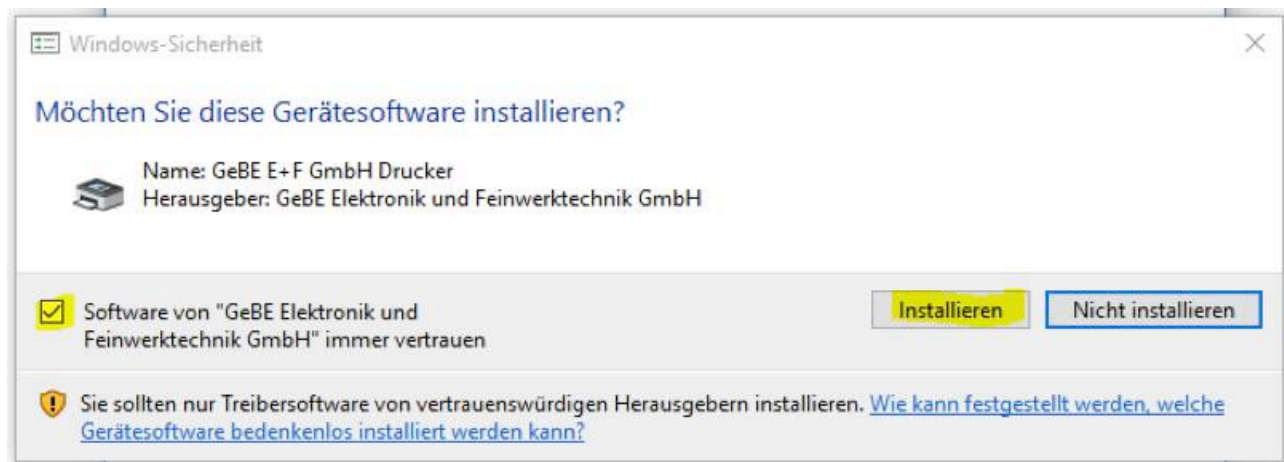 Windows-Sicherheit
Möchten Sie diese Gerätesoftware installieren?
Name: GeBE E+F GmbH Drucker
Herausgeber: GeBE Elektronik und Feinwerktechnik GmbH
Software von "GeBE Elektronik und
Feinwerktechnik GmbH" immer vertrauen
Installieren
Nicht installieren
Sie sollten nur Treibersoftware von vertrauenswürdigen Herausgebern installieren. Wie kann festgestellt werden, welche
Gerätesoftware bedenkenlos installiert werden kann?